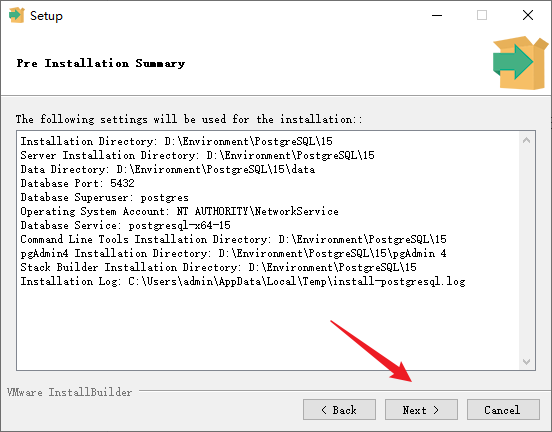 Setup
Pre Installation Summary
The following settings will be used for the installation::
Installation Directory: D:\Environment\PostgreSQL\15
Server Installation Directory: D:\Environment\PostgreSQL\15
Data Directory: D:\Environment\PostgreSQL\15\data
Database Port: 5432
Database Superuser: postgres
Operating System Account: NT AUTHORITY\NetworkService
Database Service: postgresql-x64-15
Command Line Tools Installation Directory: D:\Environment\PostgreSQL\15
pgAdmin4 Installation Directory: D:\Environment\PostgreSQL\15\pgAdmin 4
Stack Builder Installation Directory: D:\Environment\PostgreSQL\15
Installation Log: C:\Users\admin\AppData\Local\Temp\install-postgresql.log
VMware InstallBuilder
< Back
Next >
Cancel